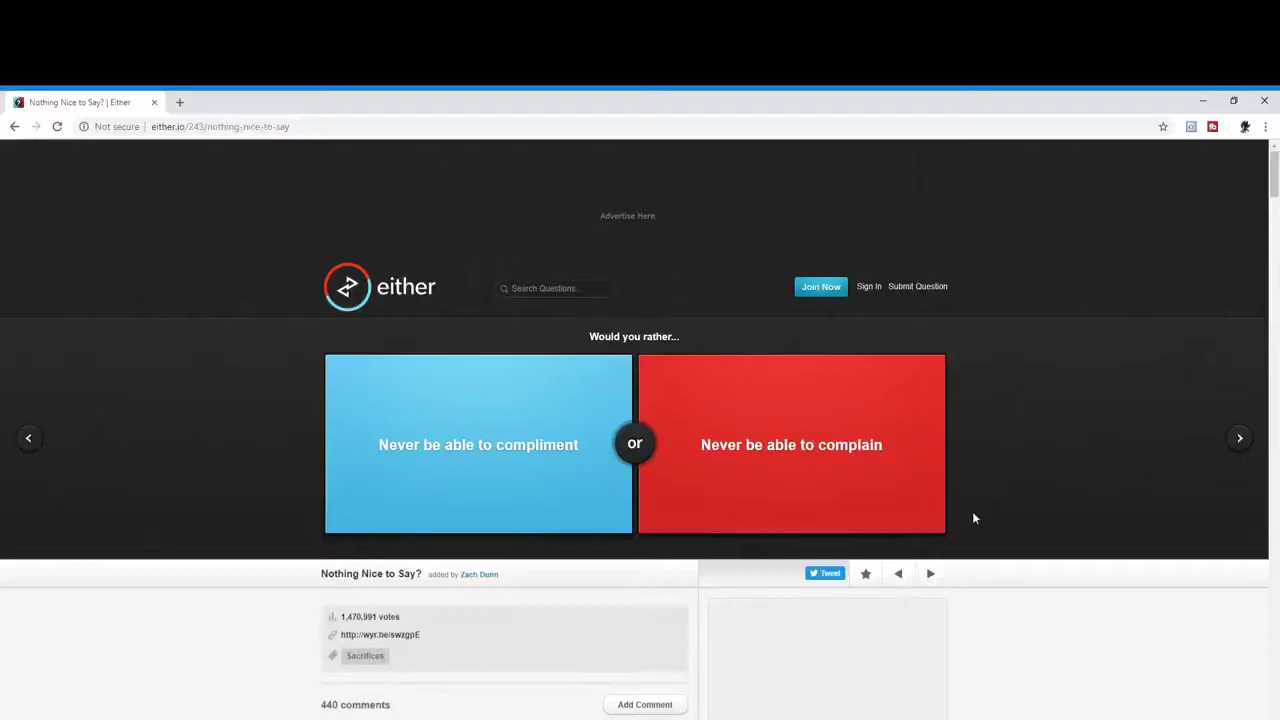 Nothing Nice to Say? | Either
Not secure | either.io/243/nothing-nice-to-say
Advertise Here
either
Search Questions...
Join Now
Sign In
Submit Question
Would you rather...
Never be able to compliment
or
Never be able to complain
Nothing Nice to Say? added by Zach Dunn
Tweet
1,470,991 votes
http://wyr.be/swzgpE
Sacrifices
440 comments
Add Comment